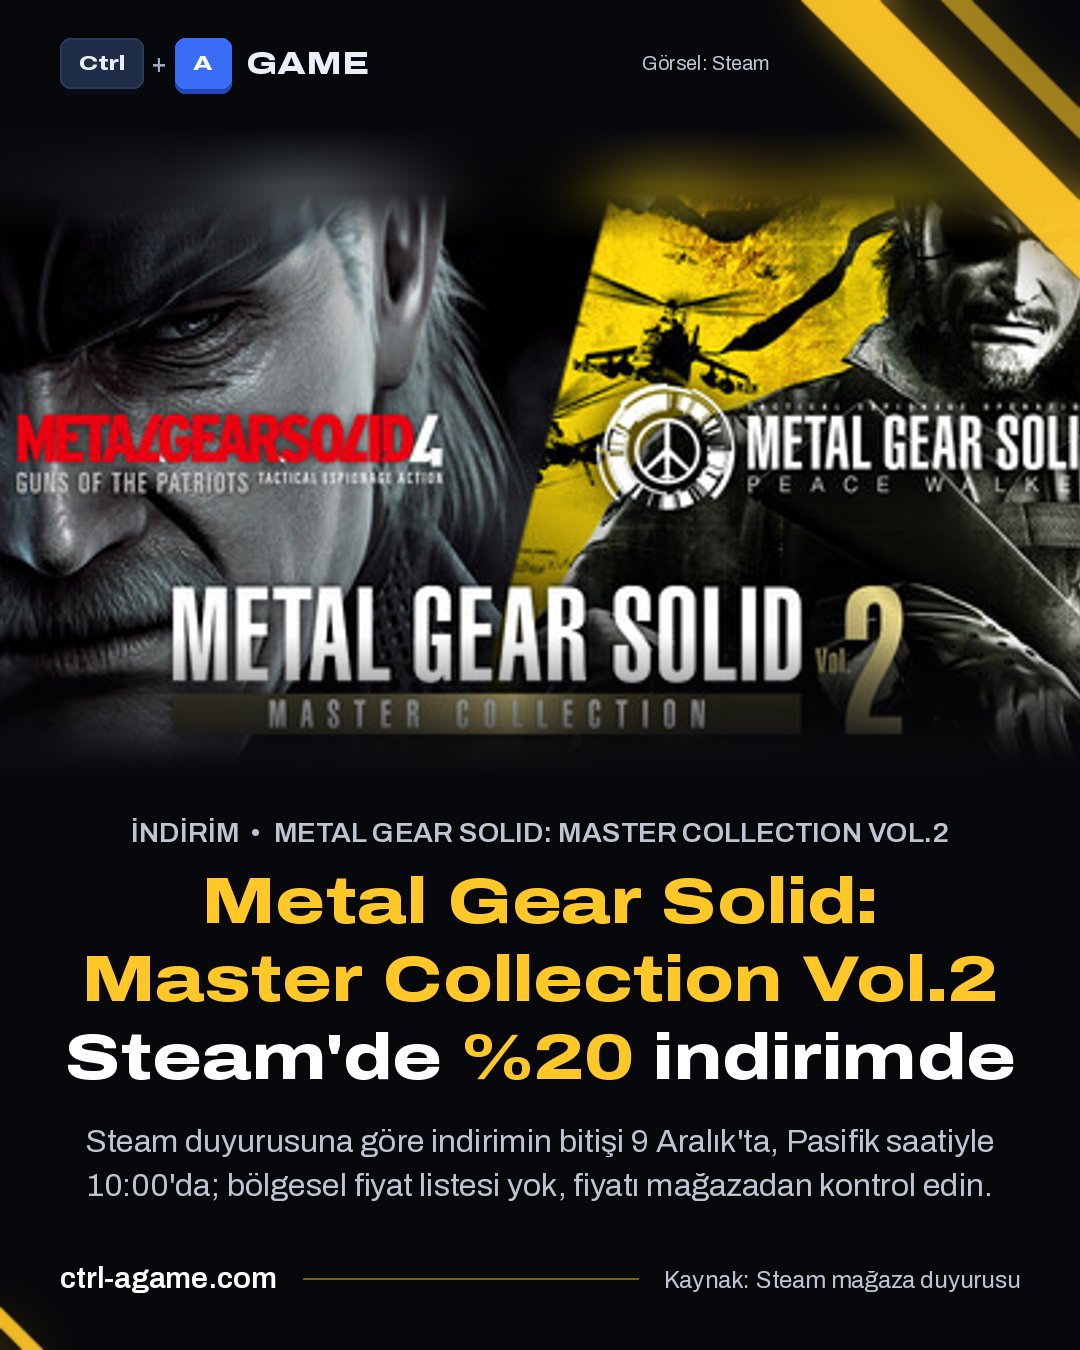 Ctrl + A GAME
Görsel: Steam
METAL GEAR SOLID 4
GUNS OF THE PATRIOTS TACTICAL ESPIONAGE ACTION
METAL GEAR SOLI
PEACE WALKE
METAL GEAR SOLID Vol.2
MASTER COLLECTION
İNDİRİM • METAL GEAR SOLID: MASTER COLLECTION VOL.2
Metal Gear Solid:
Master Collection Vol.2
Steam'de %20 indirimde
Steam duyurusuna göre indirimin bitişi 9 Aralık'ta, Pasifik saatiyle
10:00'da; bölgesel fiyat listesi yok, fiyatı mağazadan kontrol edin.
ctrl-agame.com
Kaynak: Steam mağaza duyurusu